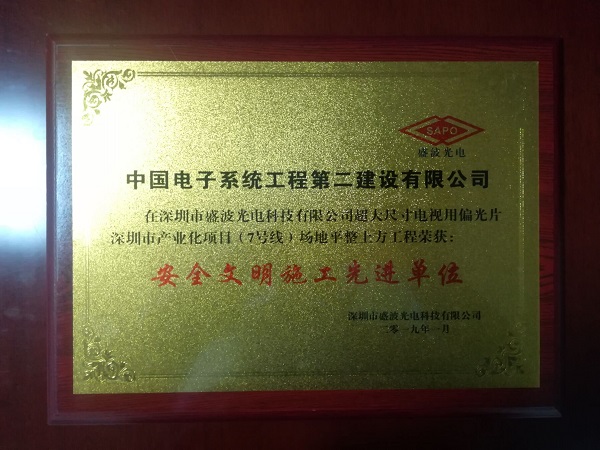 SAPO
盛波光电
中国电子系统工程第二建设有限公司
在深圳市盛波光电科技有限公司超大尺寸电视用偏光片
深圳市产业化项目(7号线)场地平整土方工程荣获:
安全文明施工先进单位
深圳市盛波光电科技有限公司
二零一九年一月